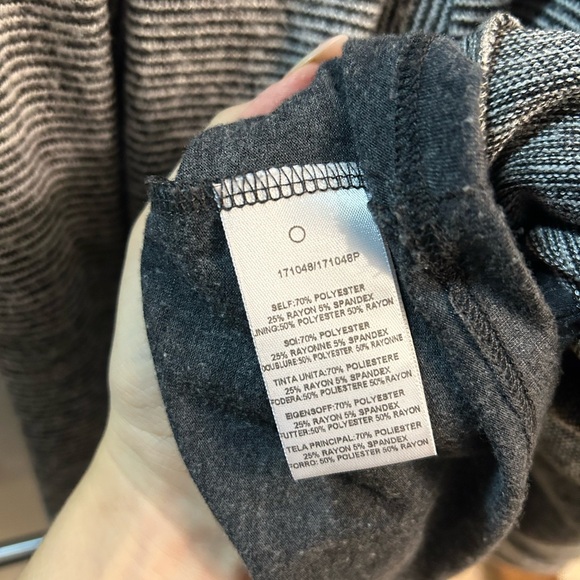 171048/171048P
SELF:70% POLYESTER
25% RAYON 5% SPANDEX
LINING:50% POLYESTER 50% RAYON
SOI:70% POLYESTER
25% RAYONNE 5% SPANDEX
DOUBLURE:50% POLYESTER 50% RAYONNE
TINTA UNITA:70% POLIESTERE
25% RAYON 5% SPANDEX
FODERA:50% POLIESTERE 50% RAYON
EIGENSOFF:70% POLYESTER
25% RAYON 5% SPANDEX
FUTTER:50% POLYESTER 50% RAYON
TELA PRINCIPAL:70% POLIESTER
25% RAYON 5% SPANDEX
FORRO: 50% POLIESTER 50% RAYON